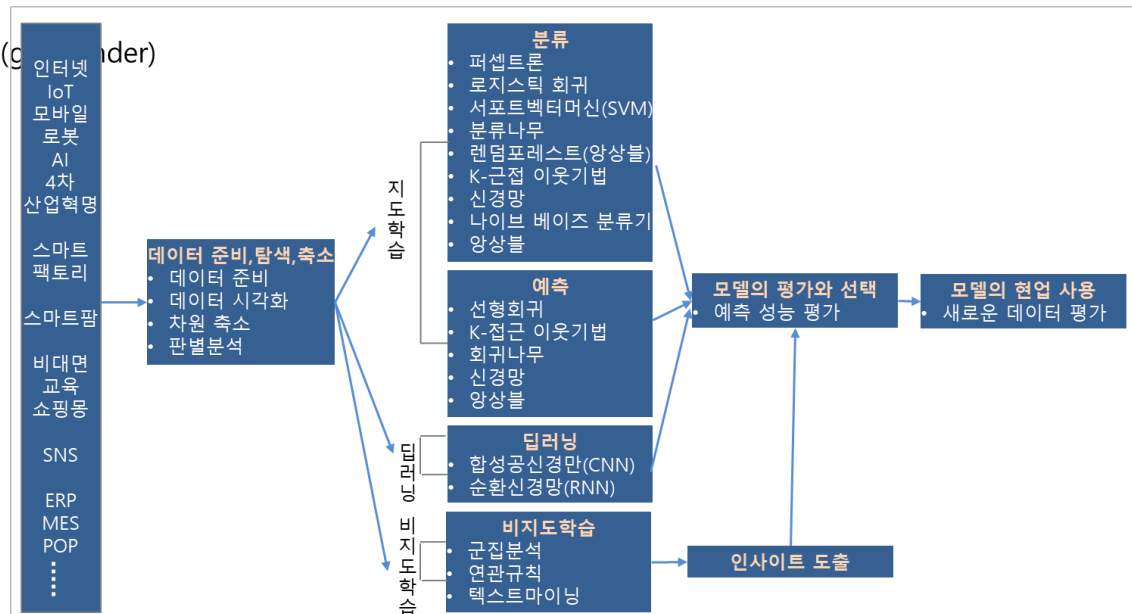 (g
nder)
인터넷
IoT
모바일
로봇
AI
4차
산업혁명
스마트
팩토리
스마트팜
비대면
교육
쇼핑몰
SNS
ERP
MES
POP
데이터 준비,탐색,축소
• 데이터 준비
• 데이터 시각화
• 차원 축소
• 판별분석
지도학습
분류
• 퍼셉트론
• 로지스틱 회귀
• 서포트벡터머신(SVM)
• 분류나무
• 렌덤포레스트(앙상블)
• K-근접 이웃기법
• 신경망
• 나이브 베이즈 분류기
• 앙상블
예측
• 선형회귀
• K-접근 이웃기법
• 회귀나무
• 신경망
• 앙상블
딥러닝
딥러닝
• 합성공신경만(CNN)
• 순환신경망(RNN)
비지도학습
비지도학습
• 군집분석
• 연관규칙
• 텍스트마이닝
모델의 평가와 선택
• 예측 성능 평가
모델의 현업 사용
• 새로운 데이터 평가
인사이트 도출